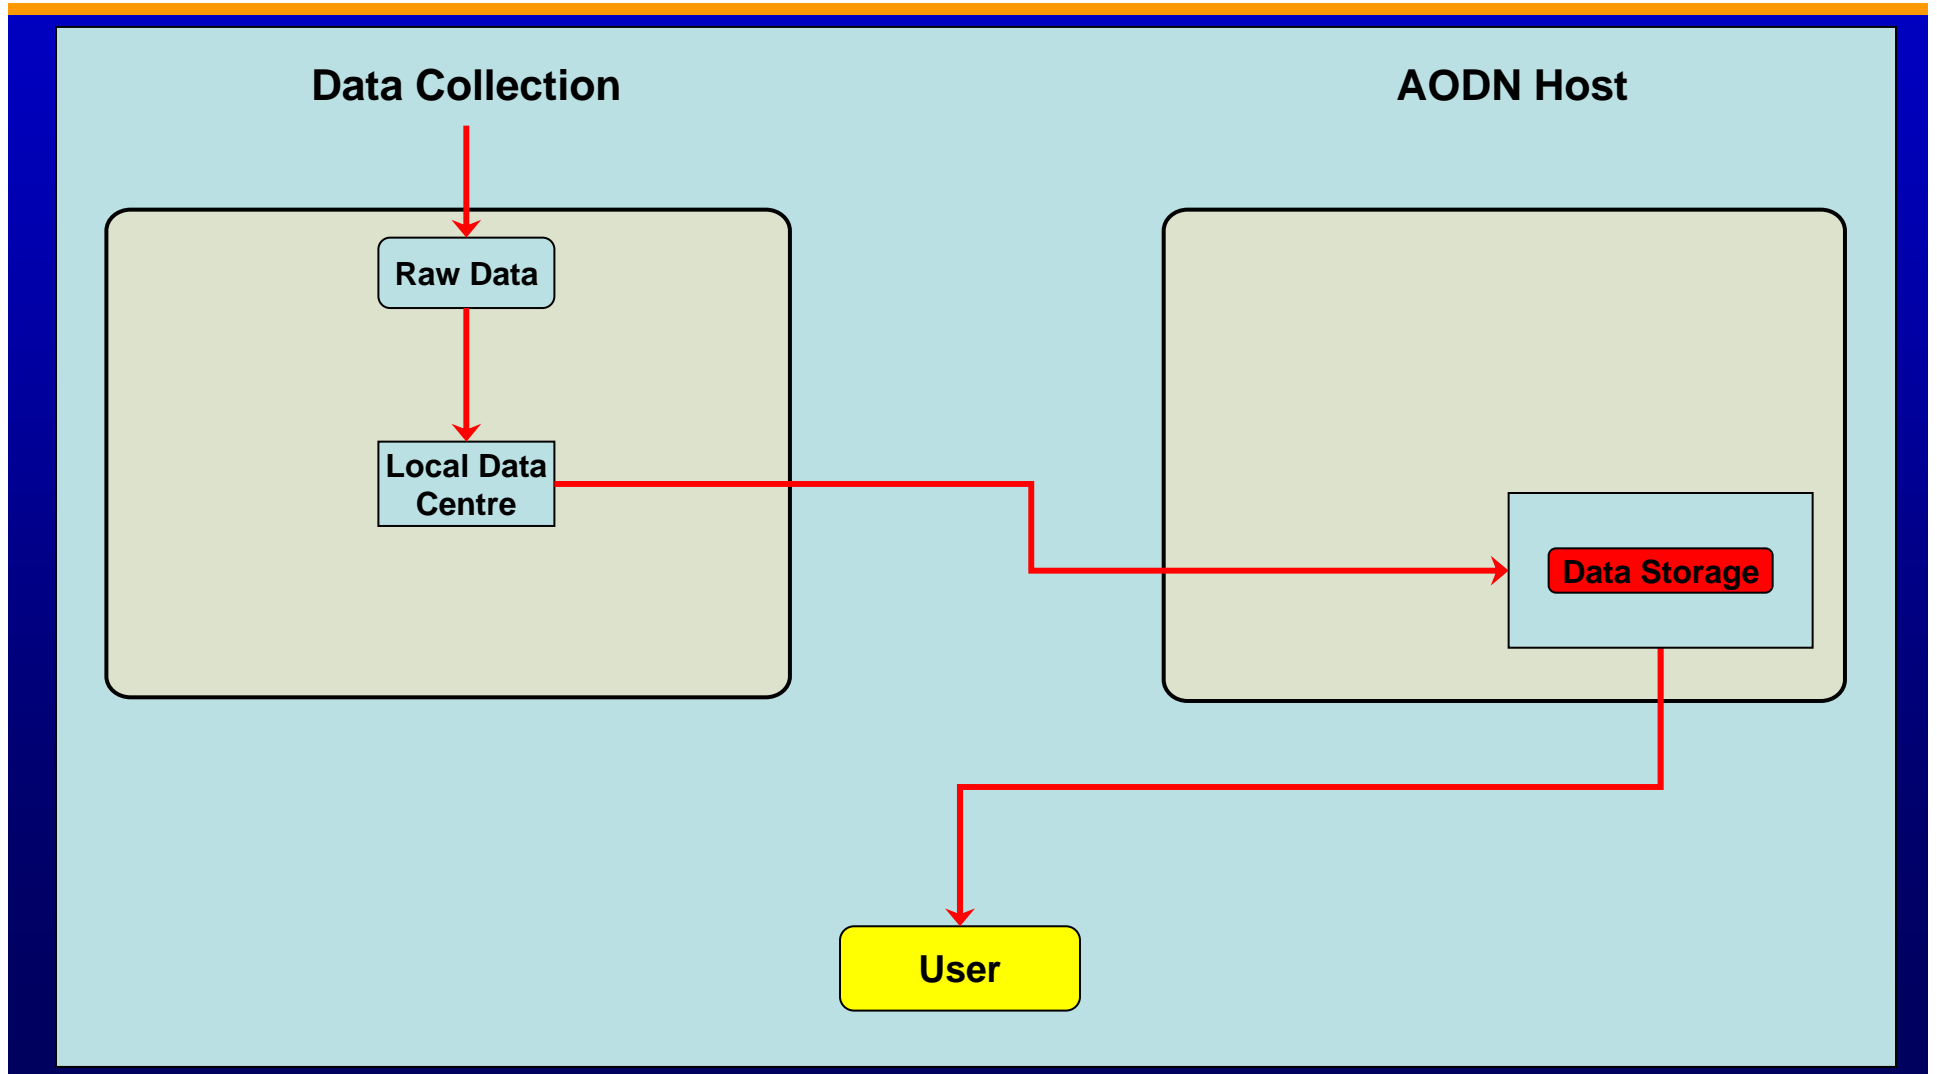 Data Collection
AODN Host
Raw Data
Local Data
Centre
Data Storage
User